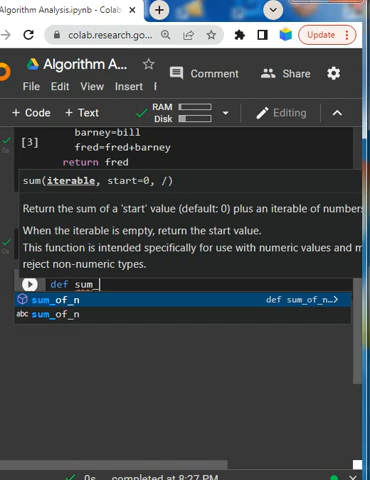 Algorithm Analysis.ipynb - Colab
colab.research.go...
Update
Algorithm A...
File Edit View Insert
Comment
Share
+ Code + Text
RAM
Disk
Editing
barney=bill
[3]
fred=fred+barney
return fred
sum(iterable, start=0, /)
Return the sum of a 'start' value (default: 0) plus an iterable of numbers
When the iterable is empty, return the start value.
This function is intended specifically for use with numeric values and m
reject non-numeric types.
def sum_
sum_of_n def sum_of_n...>
abc sum_of_n
0s completed at 8:27 PM